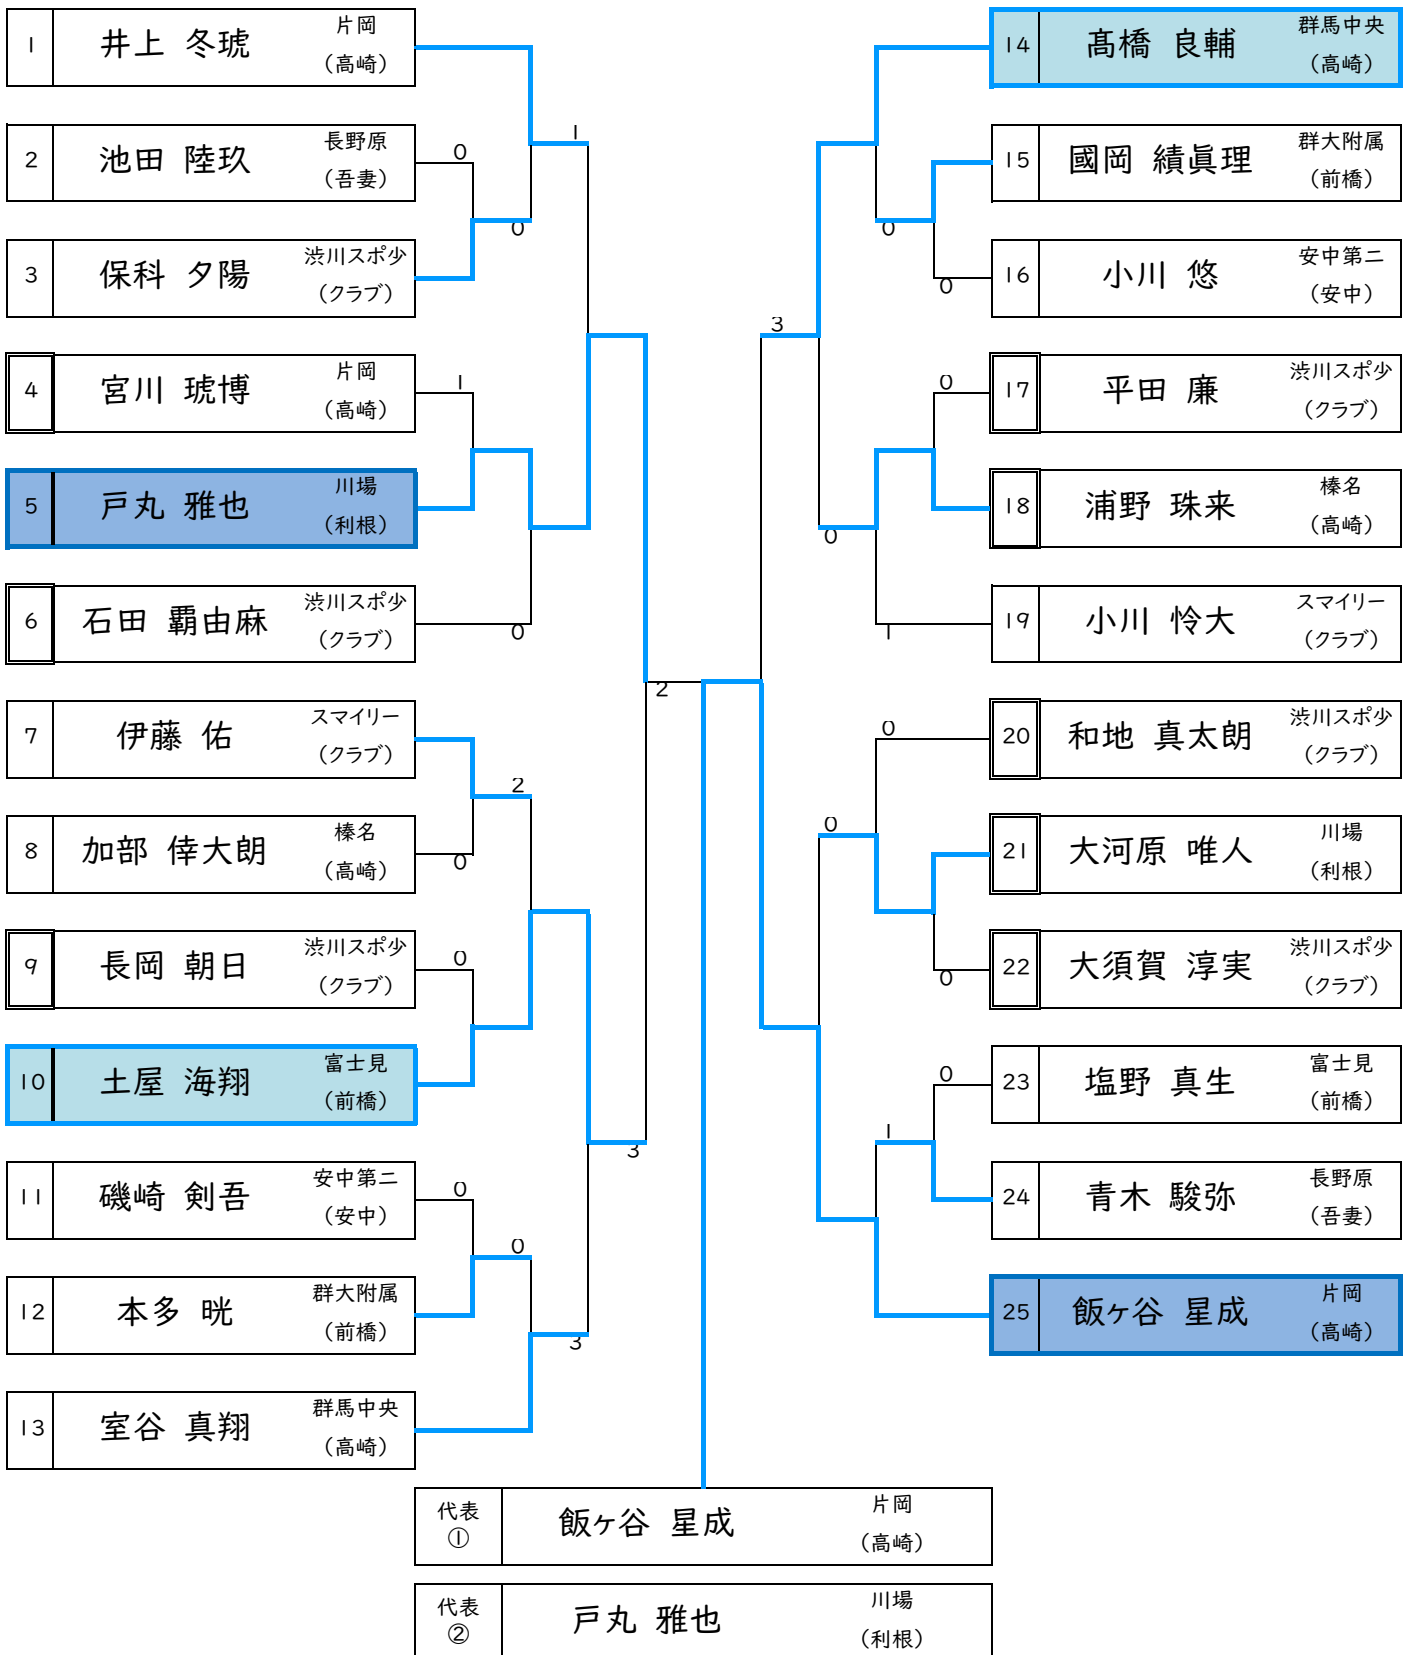 1 井上 冬琥 片岡
（高崎）
2 池田 陸玖 長野原
（吾妻）
0
3 保科 夕陽 渋川スポ少
（クラブ）
1
0
4 宮川 琥博 片岡
（高崎）
1
5 戸丸 雅也 川場
（利根）
6 石田 覇由麻 渋川スポ少
（クラブ）
0
7 伊藤 佑 スマイリー
（クラブ）
2
8 加部 倖大朗 榛名
（高崎）
0
9 長岡 朝日 渋川スポ少
（クラブ）
0
10 土屋 海翔 富士見
（前橋）
11 磯崎 剣吾 安中第二
（安中）
0
12 本多 晄 群大附属
（前橋）
0
3
13 室谷 真翔 群馬中央
（高崎）
3
2
3
14 髙橋 良輔 群馬中央
（高崎）
15 國岡 績眞理 群大附属
（前橋）
0
16 小川 悠 安中第二
（安中）
0
17 平田 廉 渋川スポ少
（クラブ）
0
18 浦野 珠来 榛名
（高崎）
0
19 小川 怜大 スマイリー
（クラブ）
1
20 和地 真太朗 渋川スポ少
（クラブ）
0
21 大河原 唯人 川場
（利根）
0
22 大須賀 淳実 渋川スポ少
（クラブ）
0
23 塩野 真生 富士見
（前橋）
0
24 青木 駿弥 長野原
（吾妻）
1
25 飯ヶ谷 星成 片岡
（高崎）
代表
① 飯ヶ谷 星成 片岡
（高崎）
代表
② 戸丸 雅也 川場
（利根）